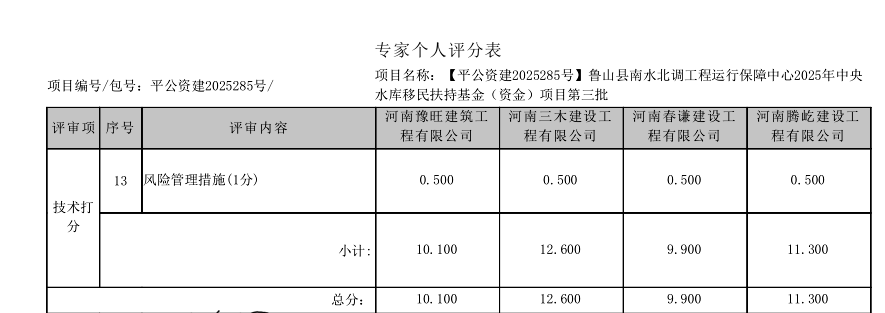 专家个人评分表
项目编号/包号：平公资建2025285号/
项目名称：【平公资建2025285号】鲁山县南水北调工程运行保障中心2025年中央
水库移民扶持基金（资金）项目第三批
评审项 序号 评审内容 河南豫旺建筑工程有限公司 河南三木建设工程有限公司 河南春谦建设工程有限公司 河南腾屹建设工程有限公司
技术打分 13 风险管理措施(1分) 0.500 0.500 0.500 0.500
小计: 10.100 12.600 9.900 11.300
总分: 10.100 12.600 9.900 11.300